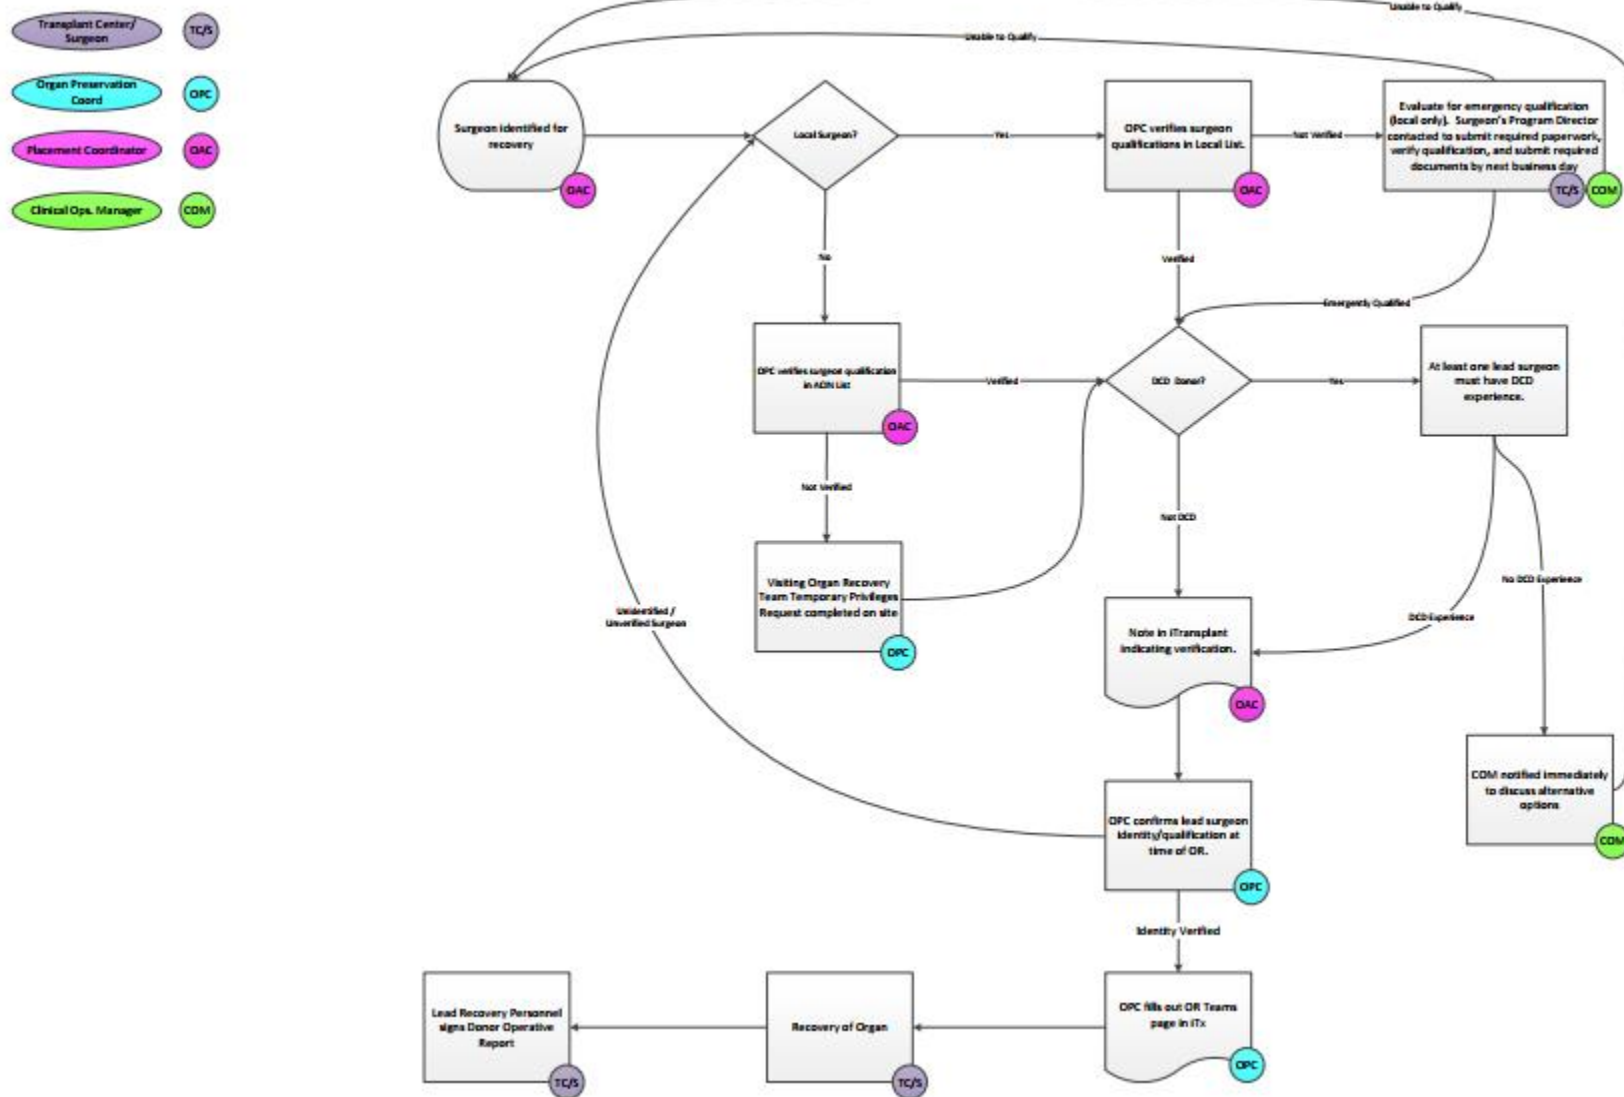 Transplant Center/
Surgeon
TC/S
Organ Preservation
Coord
OPC
Placement Coordinator
OAC
Clinical Ops. Manager
COM
Unable to Qualify
Unable to Qualify
Surgeon identified for
recovery
OAC
Local Surgeon?
Yes
OPC verifies surgeon
qualifications in Local List.
OAC
Not Verified
Evaluate for emergency qualification
(local only). Surgeon's Program Director
contacted to submit required paperwork,
verify qualification, and submit required
documents by next business day
TC/S
COM
No
Verified
Emergently Qualified
OPC verifies surgeon qualification
in AOIN List
OAC
Verified
DCD Donor?
Yes
At least one lead surgeon
must have DCD
experience.
Not Verified
Not DCD
No DCD Experience
DCD Experience
Visiting Organ Recovery
Team Temporary Privileges
Request completed on site
OPC
Unidentified /
Unverified Surgeon
Note in iTransplant
indicating verification.
OAC
COM notified immediately
to discuss alternative
options
COM
OPC confirms lead surgeon
identity/qualification at
time of OR.
OPC
Identity Verified
Lead Recovery Personnel
signs Donor Operative
Report
TC/S
Recovery of Organ
TC/S
OPC fills out OR Teams
page in iTx
OPC